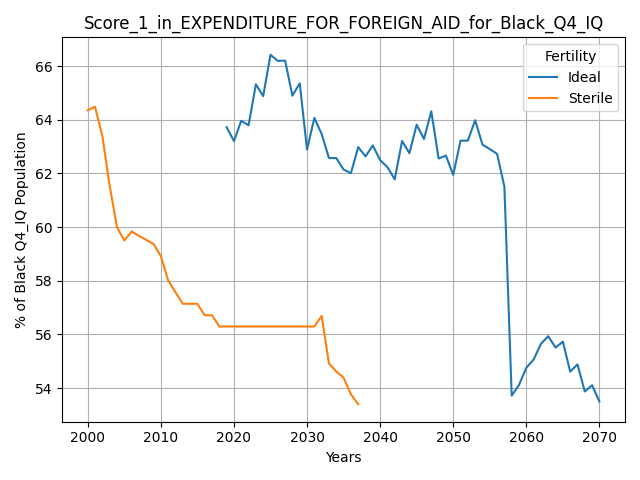 Score_1_in_EXPENDITURE_FOR_FOREIGN_AID_for_Black_Q4_IQ
Fertility
Ideal
Sterile
% of Black Q4_IQ Population
66
64
62
60
58
56
54
2000 2010 2020 2030 2040 2050 2060 2070
Years